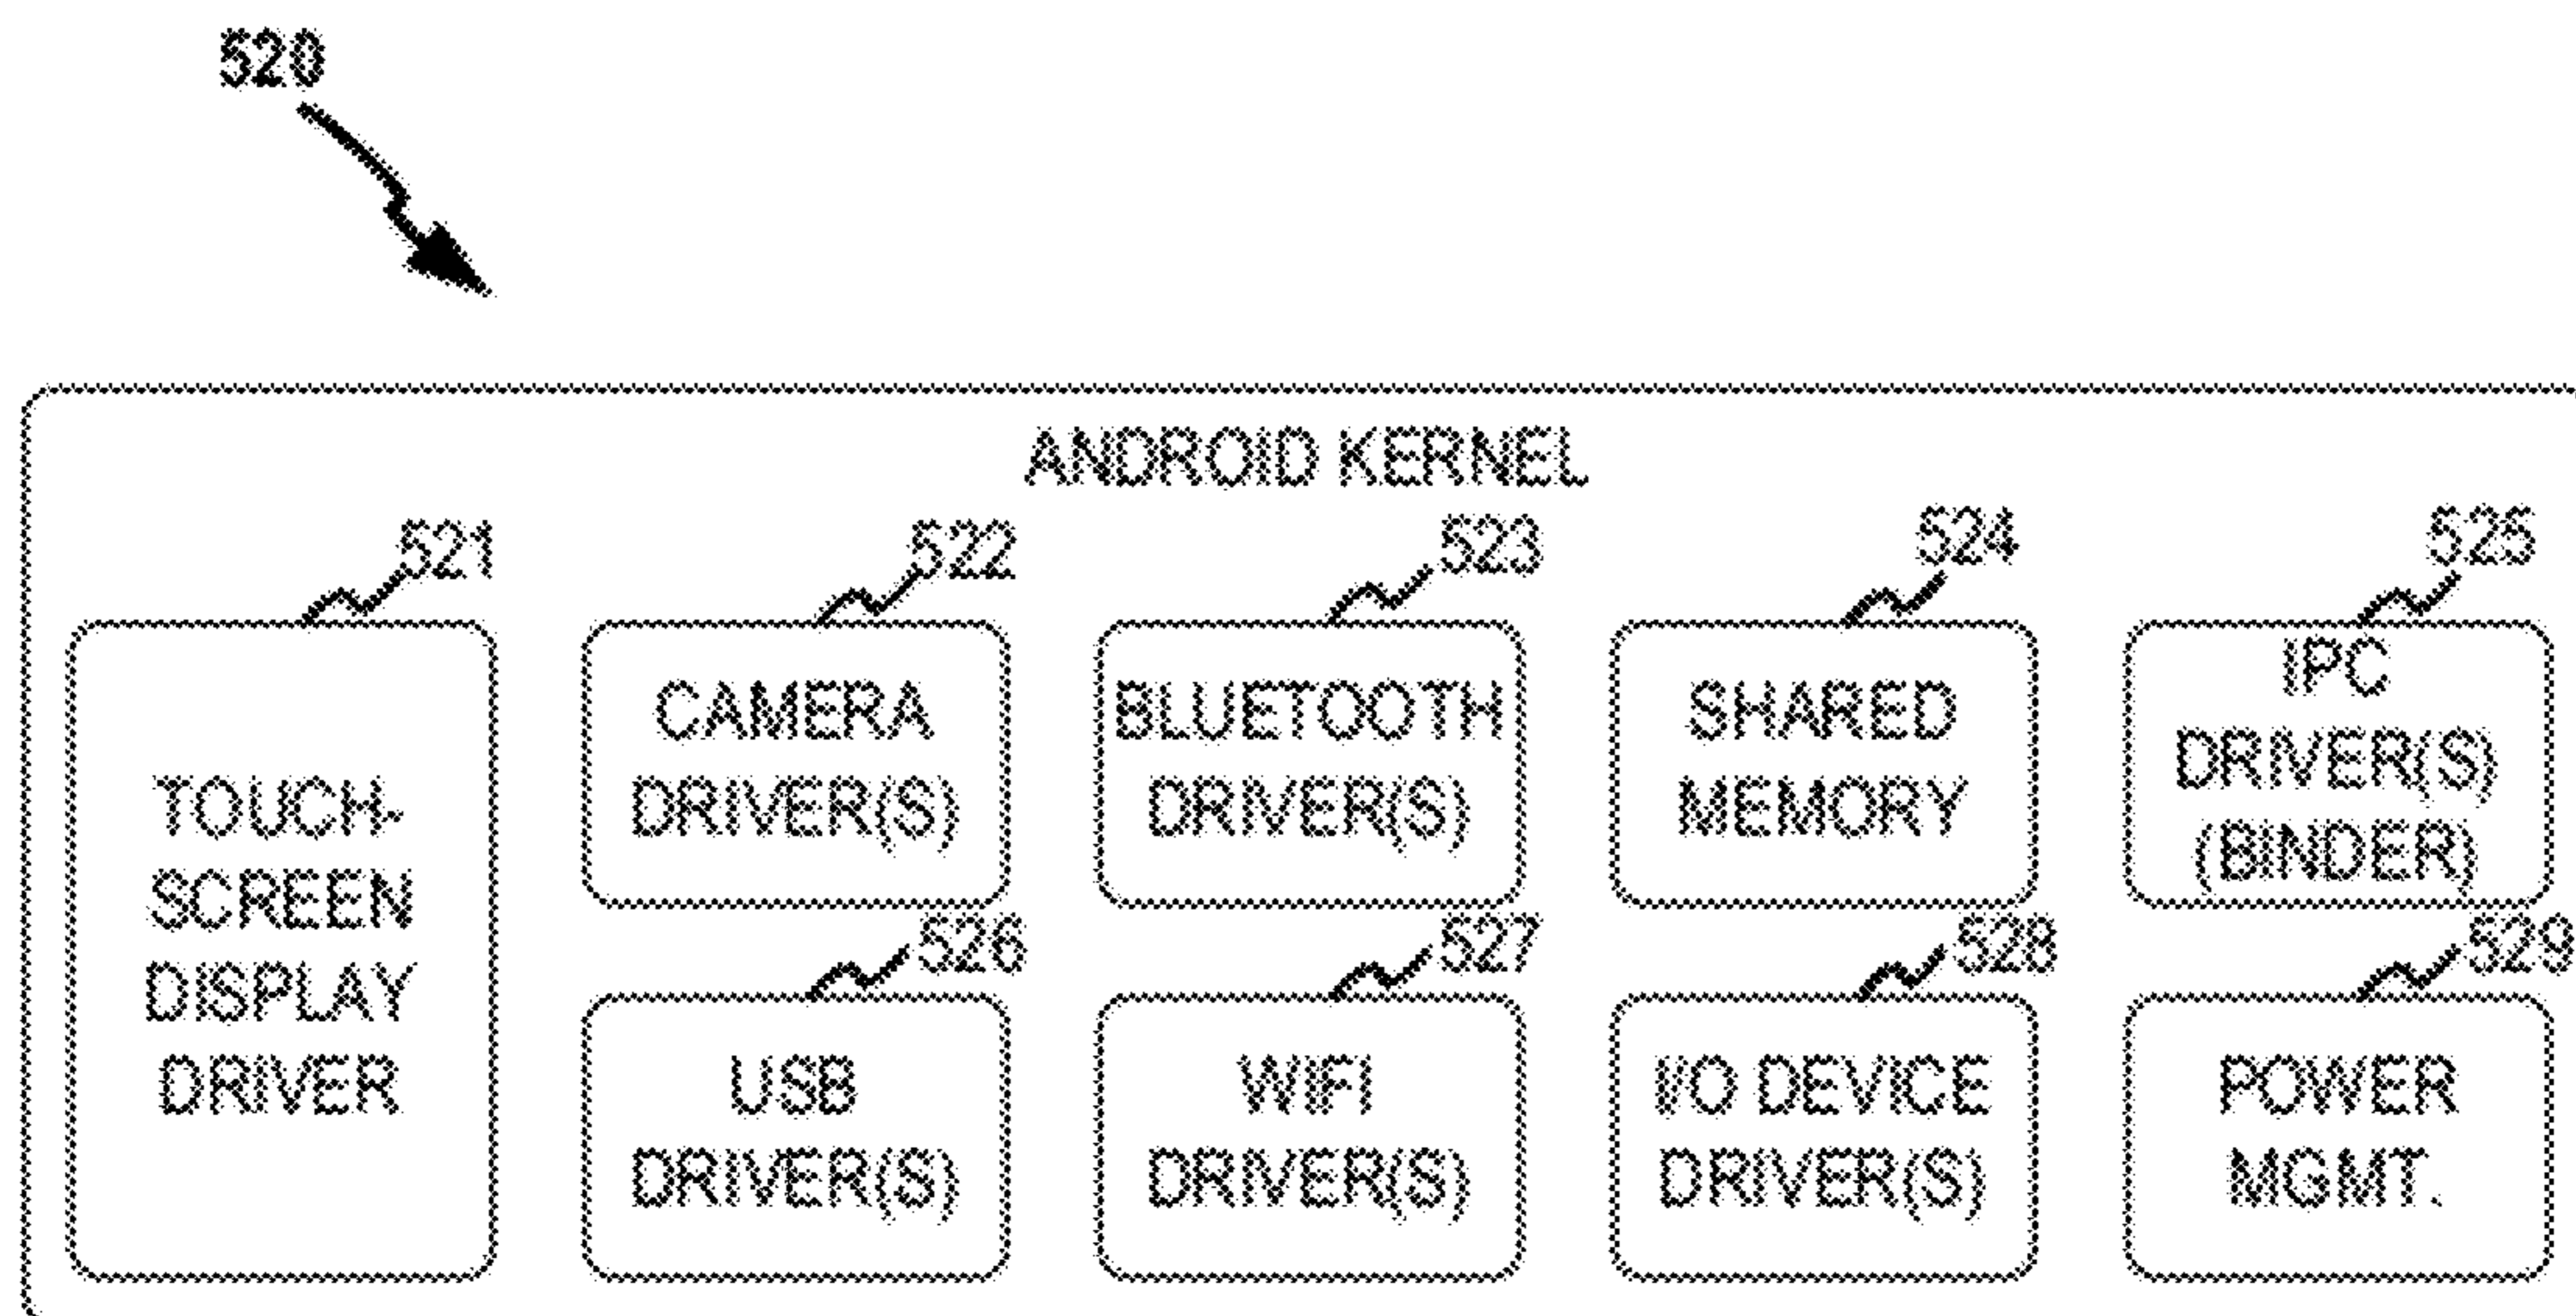 520
ANDROID KERNEL
521
522
523
524
525
TOUCH-
SCREEN
DISPLAY
DRIVER
CAMERA
DRIVER(S)
BLUETOOTH
DRIVER(S)
SHARED
MEMORY
IPC
DRIVER(S)
(BINDER)
526
527
528
529
USB
DRIVER(S)
WIFI
DRIVER(S)
I/O DEVICE
DRIVER(S)
POWER
MGMT.